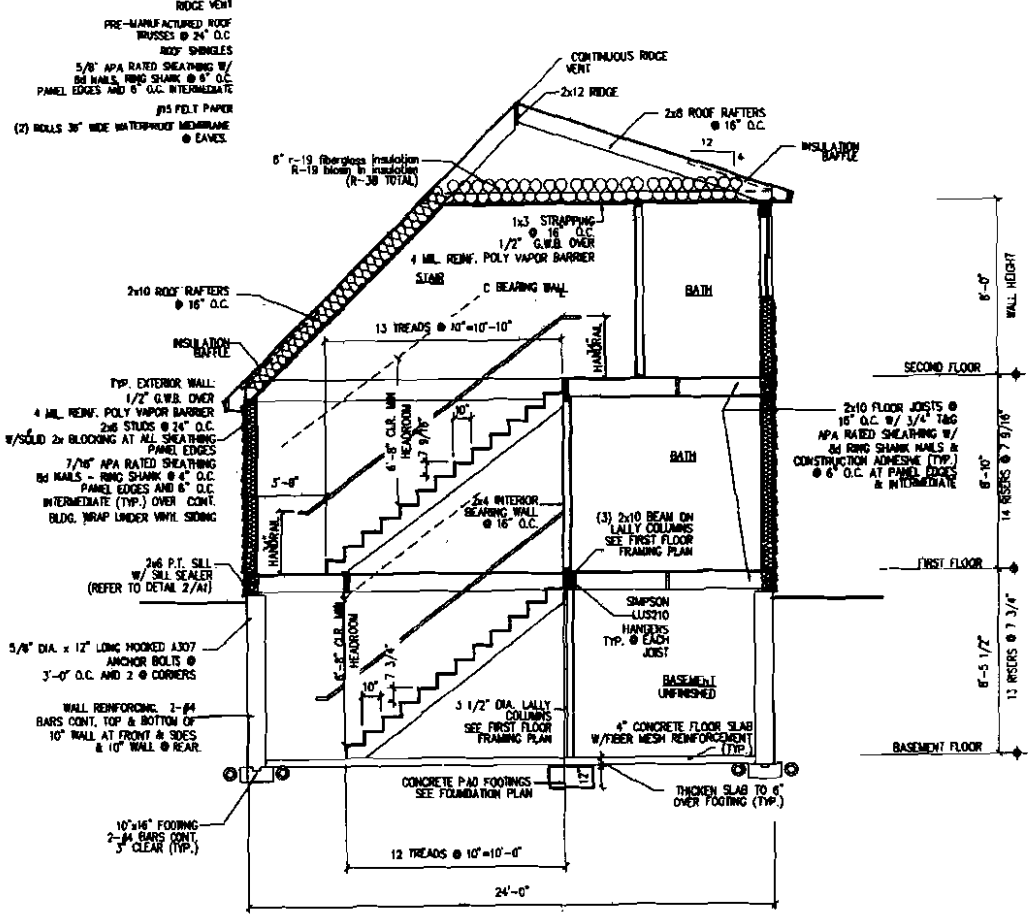 RIDGE VENT
PRE-MANUFACTURED ROOF
TRUSSES @ 24" O.C
ROOF SHINGLES
5/8" APA RATED SHEATHING W/
8d NAILS, RING SHANK @ 6" O.C.
PANEL EDGES AND 6" O.C. INTERMEDIATE
#15 FELT PAPER
(2) ROLLS 36" WIDE WATERPROOF MEMBRANE
@ EAVES.
CONTINUOUS RIDGE
VENT
2x12 RIDGE
2x8 ROOF RAFTERS
@ 16" O.C.
12
4
INSULATION
BAFFLE
6" r-19 fiberglass insulation
R-19 blown in insulation
(R-38 TOTAL)
1x3 STRAPPING
@ 16" O.C.
1/2" G.W.B. OVER
4 MIL. REINF. POLY VAPOR BARRIER
STAIR
C BEARING WALL
BATH
2x10 ROOF RAFTERS
@ 16" O.C.
13 TREADS @ 10"=10'-10"
34"
HANDRAIL
INSULATION
BAFFLE
8'-0"
WALL HEIGHT
SECOND FLOOR
TYP. EXTERIOR WALL:
1/2" G.W.B. OVER
4 MIL. REINF. POLY VAPOR BARRIER
2x6 STUDS @ 24" O.C.
W/SOLID 2x BLOCKING AT ALL SHEATHING
PANEL EDGES
7/16" APA RATED SHEATHING
8d NAILS - RING SHANK @ 4" O.C.
PANEL EDGES AND 6" O.C.
INTERMEDIATE (TYP.) OVER CONT.
BLDG. WRAP UNDER VINYL SIDING
6'-8" CLR. MIN
HEADROOM
10"
7 9/16"
3'-8"
34"
HANDRAIL
BATH
2x10 FLOOR JOISTS @
16" O.C. W/ 3/4" T&G
APA RATED SHEATHING W/
8d RING SHANK NAILS &
CONSTRUCTION ADHESIVE (TYP.)
@ 6" O.C. AT PANEL EDGES
& INTERMEDIATE
8'-10"
14 RISERS @ 7 9/16"
2x4 INTERIOR
BEARING WALL
@ 16" O.C.
(3) 2x10 BEAM ON
LALLY COLUMNS
SEE FIRST FLOOR
FRAMING PLAN
FIRST FLOOR
2x6 P.T. SILL
W/ SILL SEALER
(REFER TO DETAIL 2/A1)
SIMPSON
LUS210
HANGERS
TYP. @ EACH
JOIST
6'-8" CLR. MIN
HEADROOM
7 3/4"
10"
5/8" DIA. x 12" LONG HOOKED A307
ANCHOR BOLTS @
3'-0" O.C. AND 2 @ CORNERS
BASEMENT
UNFINISHED
8'-5 1/2"
13 RISERS @ 7 3/4"
WALL REINFORCING. 2-#4
BARS CONT. TOP & BOTTOM OF
10" WALL AT FRONT & SIDES
& 10" WALL @ REAR.
3 1/2" DIA. LALLY
COLUMNS
SEE FIRST FLOOR
FRAMING PLAN
4" CONCRETE FLOOR SLAB
W/FIBER MESH REINFORCEMENT
(TYP.)
BASEMENT FLOOR
CONCRETE PAD FOOTINGS
SEE FOUNDATION PLAN
12"
THICKEN SLAB TO 6"
OVER FOOTING (TYP.)
10"x16" FOOTING
2-#4 BARS CONT.
3" CLEAR (TYP.)
12 TREADS @ 10"=10'-0"
24'-0"